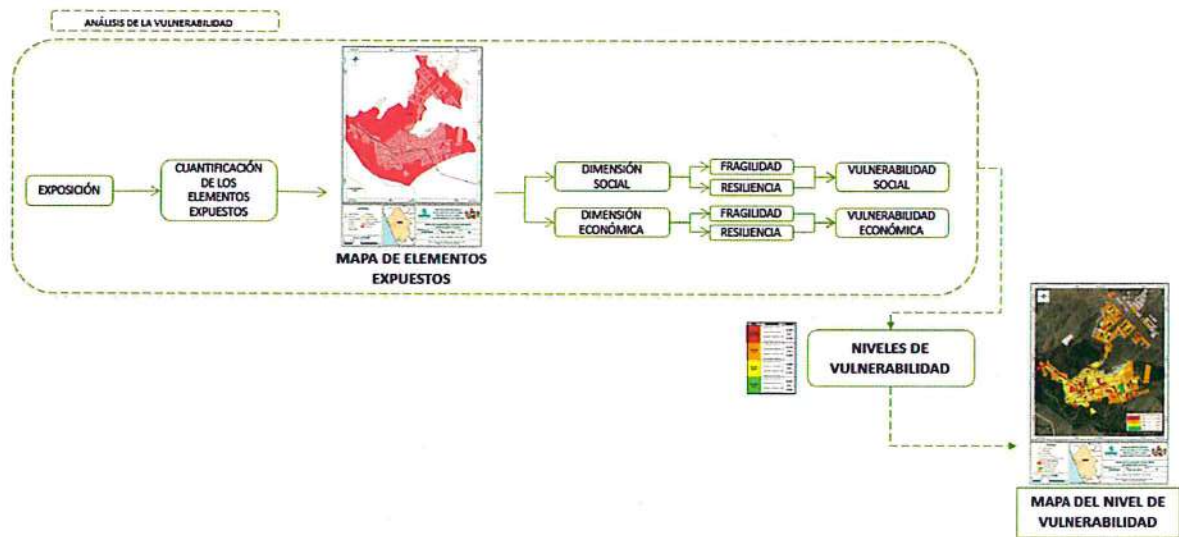 ANÁLISIS DE LA VULNERABILIDAD
EXPOSICIÓN
CUANTIFICACIÓN
DE LOS
ELEMENTOS
EXPUESTOS
MAPA DE ELEMENTOS
EXPUESTOS
DIMENSIÓN
SOCIAL
FRAGILIDAD
RESILIENCIA
VULNERABILIDAD
SOCIAL
DIMENSIÓN
ECONÓMICA
FRAGILIDAD
RESILIENCIA
VULNERABILIDAD
ECONÓMICA
NIVELES DE
VULNERABILIDAD
MAPA DEL NIVEL DE
VULNERABILIDAD